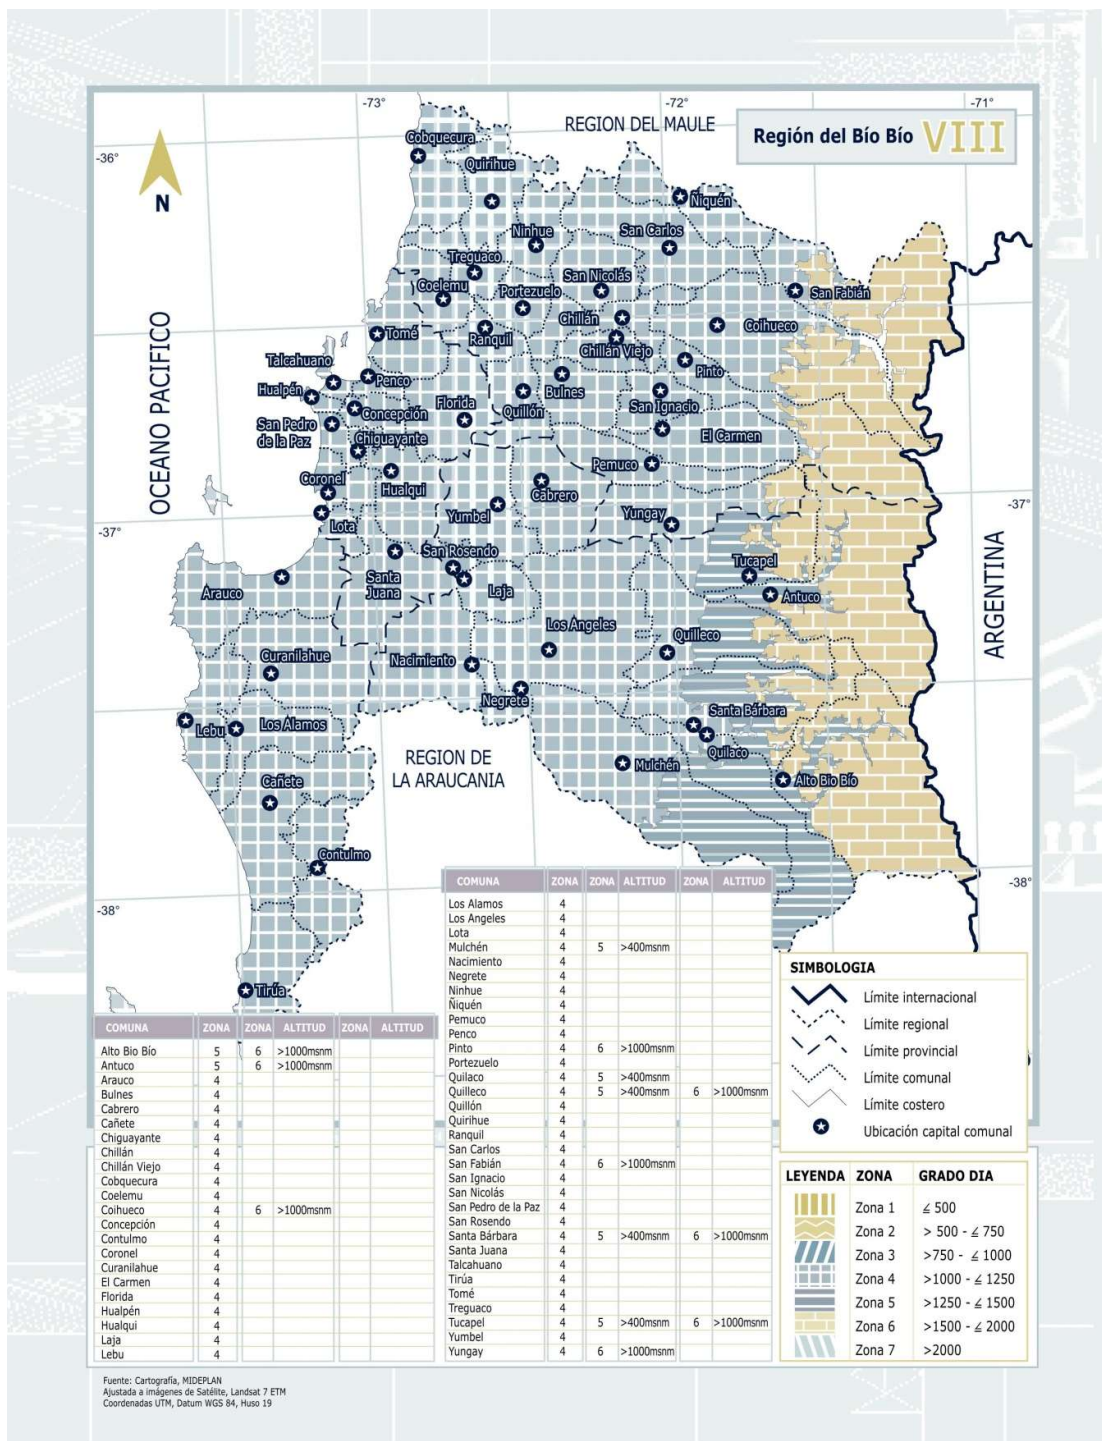 -73°
-72°
-71°
REGION DEL MAULE
Región del Bío Bío VIII
-36°
N
Cobquecura
Quirihue
Ñiquén
Ninhue
San Carlos
Treguaco
Coelemu
San Nicolás
Portezuelo
San Fabián
Chillán
Coihueco
OCEANO PACIFICO
Tomé
Ranquil
Chillán Viejo
Talcahuano
Pinto
Penco
Hualpén
Bulnes
Concepción
Florida
Quillón
San Ignacio
San Pedro
de la Paz
Chiguayante
El Carmen
Pemuco
Coronel
Hualqui
Cabrero
-37°
Lota
Yumbel
Yungay
-37°
San Rosendo
Tucapel
Arauco
Santa
Juana
Laja
Antuco
ARGENTINA
Los Angeles
Quilleco
Curanilahue
Nacimiento
Negrete
Santa Bárbara
Lebu
Los Alamos
Quilaco
REGION DE
LA ARAUCANIA
Mulchén
Alto Bio Bío
Cañete
Contulmo
-38°
-38°
Tirúa
COMUNA ZONA ZONA ALTITUD ZONA ALTITUD
Alto Bio Bío 5 6 >1000msnm
Antuco 5 6 >1000msnm
Arauco 4
Bulnes 4
Cabrero 4
Cañete 4
Chiguayante 4
Chillán 4
Chillán Viejo 4
Cobquecura 4
Coelemu 4
Coihueco 4 6 >1000msnm
Concepción 4
Contulmo 4
Coronel 4
Curanilahue 4
El Carmen 4
Florida 4
Hualpén 4
Hualqui 4
Laja 4
Lebu 4
COMUNA ZONA ZONA ALTITUD ZONA ALTITUD
Los Alamos 4
Los Angeles 4
Lota 4
Mulchén 4 5 >400msnm
Nacimiento 4
Negrete 4
Ninhue 4
Ñiquén 4
Pemuco 4
Penco 4
Pinto 4 6 >1000msnm
Portezuelo 4
Quilaco 4 5 >400msnm
Quilleco 4 5 >400msnm 6 >1000msnm
Quillón 4
Quirihue 4
Ranquil 4
San Carlos 4
San Fabián 4 6 >1000msnm
San Ignacio 4
San Nicolás 4
San Pedro de la Paz 4
San Rosendo 4
Santa Bárbara 4 5 >400msnm 6 >1000msnm
Santa Juana 4
Talcahuano 4
Tirúa 4
Tomé 4
Treguaco 4
Tucapel 4 5 >400msnm 6 >1000msnm
Yumbel 4
Yungay 4 6 >1000msnm
SIMBOLOGIA
Límite internacional
Límite regional
Límite provincial
Límite comunal
Límite costero
Ubicación capital comunal
LEYENDA ZONA GRADO DIA
Zona 1 ≤ 500
Zona 2 > 500 - ≤ 750
Zona 3 >750 - ≤ 1000
Zona 4 >1000 - ≤ 1250
Zona 5 >1250 - ≤ 1500
Zona 6 >1500 - ≤ 2000
Zona 7 >2000
Fuente: Cartografía, MIDEPLAN
Ajustada a imágenes de Satélite, Landsat 7 ETM
Coordenadas UTM, Datum WGS 84, Huso 19